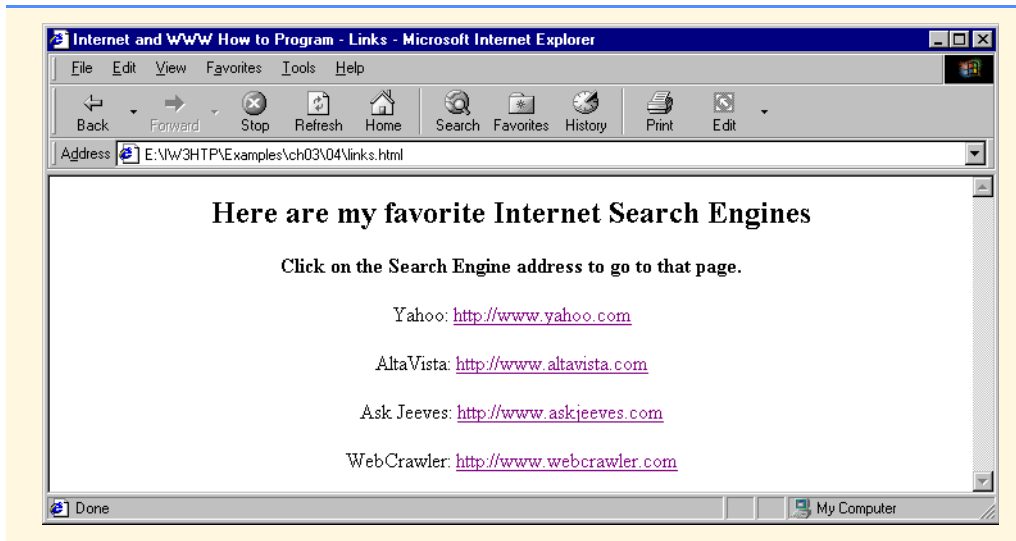 Internet and WWW How to Program - Links - Microsoft Internet Explorer
File Edit View Favorites Tools Help
Back Forward Stop Refresh Home Search Favorites History Print Edit
Address E:\IW3HTP\Examples\ch03\04\links.html
Here are my favorite Internet Search Engines
Click on the Search Engine address to go to that page.
Yahoo: http://www.yahoo.com
AltaVista: http://www.altavista.com
Ask Jeeves: http://www.askjeeves.com
WebCrawler: http://www.webcrawler.com
Done My Computer